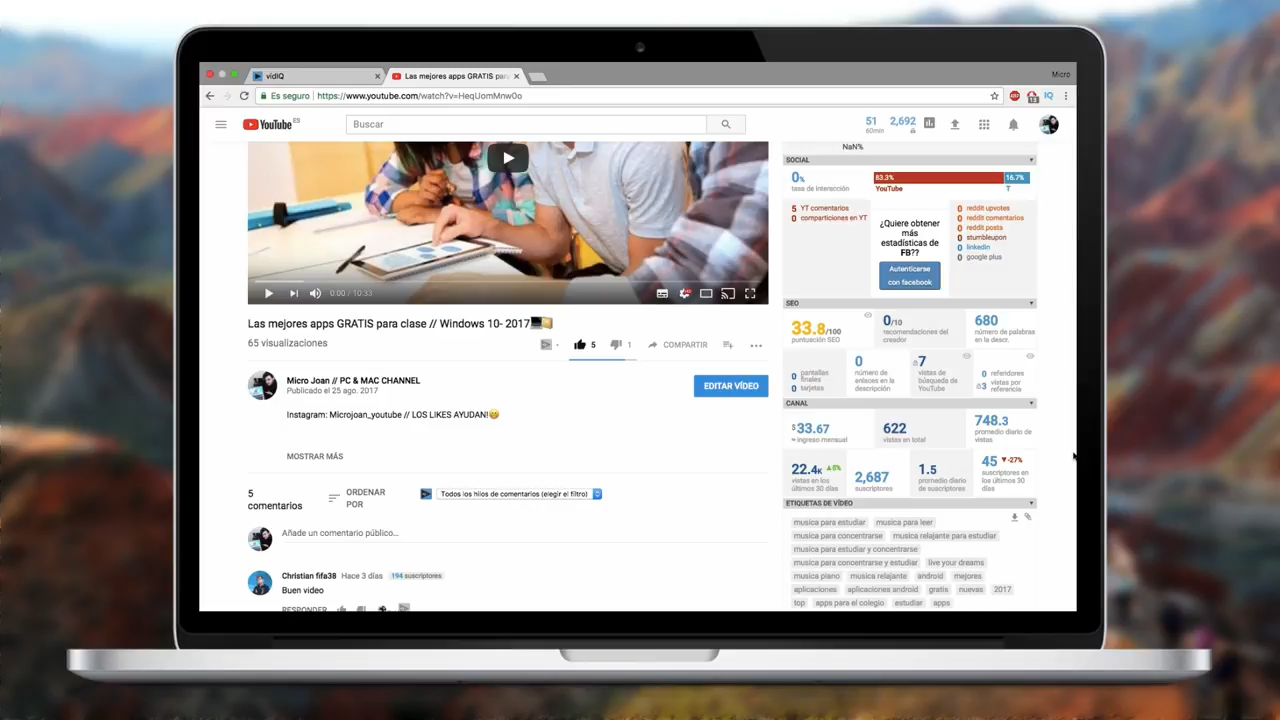 vidIQ
Las mejores apps GRATIS par
Micro
Es seguro
https://www.youtube.com/watch?v=HeqUomMnw0o
ABP
13
IQ
YouTube ES
Buscar
51
60min
2,692
NaN%
SOCIAL
0%
tasa de interacción
83.3%
16.7%
YouTube
T
5 YT comentarios
0 comparticiones en YT
¿Quiere obtener
más
estadísticas de
FB??
Autenticarse
con facebook
0 reddit upvotes
0 reddit comentarios
0 reddit posts
0 stumbleupon
0 linkedin
0 google plus
0:00 / 10:33
SEO
33.8/100
puntuación SEO
0/10
recomendaciones del
creador
680
número de palabras
en la descr.
0 pantallas
finales
0 tarjetas
0
número de
enlaces en la
descripción
7
vistas de
búsqueda de
YouTube
0 referidores
3 vistas por
referencia
Las mejores apps GRATIS para clase // Windows 10- 2017
65 visualizaciones
5
1
COMPARTIR
Micro Joan // PC & MAC CHANNEL
Publicado el 25 ago. 2017
EDITAR VÍDEO
Instagram: Microjoan_youtube // LOS LIKES AYUDAN!
MOSTRAR MÁS
CANAL
$33.67
≈ ingreso mensual
622
vistas en total
748.3
promedio diario de
vistas
22.4K ▲8%
vistas en los
últimos 30 días
2,687
suscriptores
1.5
promedio diario
de suscriptores
45 ▼-27%
suscriptores en
los últimos 30
días
5
comentarios
ORDENAR
POR
Todos los hilos de comentarios (elegir el filtro)
Añade un comentario público...
Christian fifa38 Hace 3 días 194 suscriptores
Buen video
RESPONDER
ETIQUETAS DE VÍDEO
musica para estudiar musica para leer
musica para concentrarse musica relajante para estudiar
musica para estudiar y concentrarse
musica para concentrarse y estudiar live your dreams
musica piano musica relajante android mejores
aplicaciones aplicaciones android gratis nuevas 2017
top apps para el colegio estudiar apps